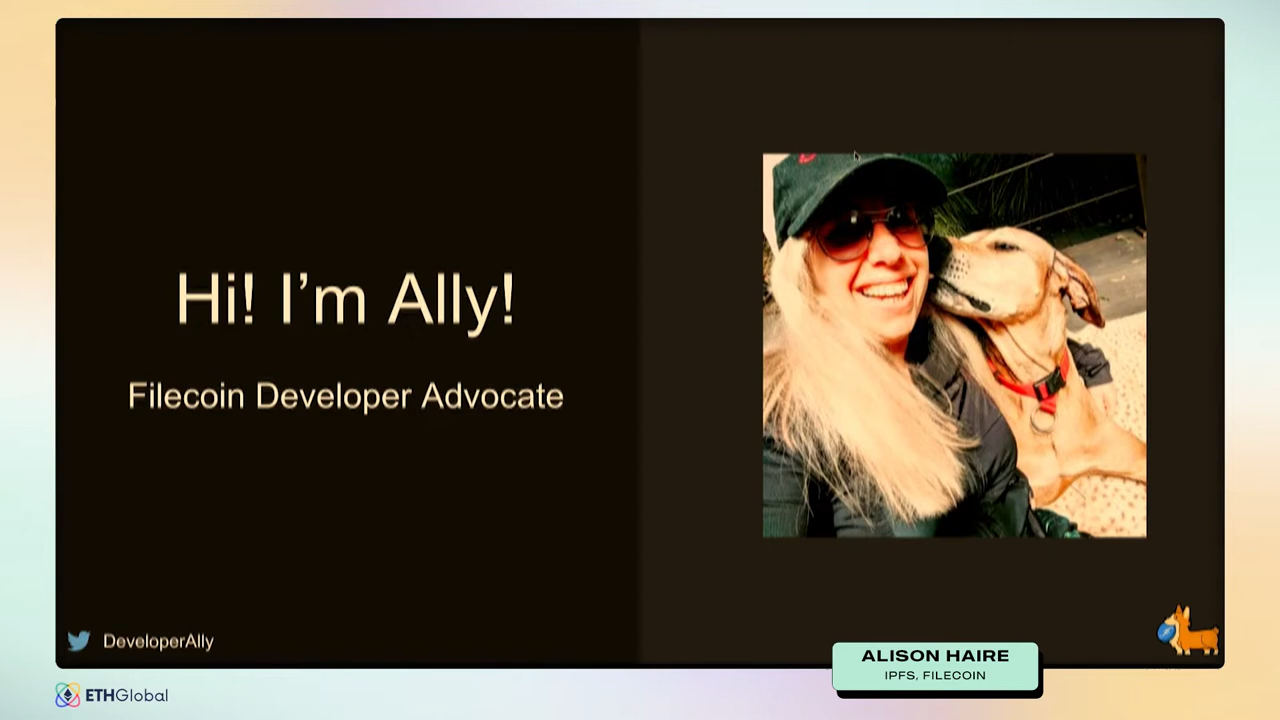 Hi! I’m Ally!
Filecoin Developer Advocate
DeveloperAlly
ALISON HAIRE
IPFS, FILECOIN
ETHGlobal